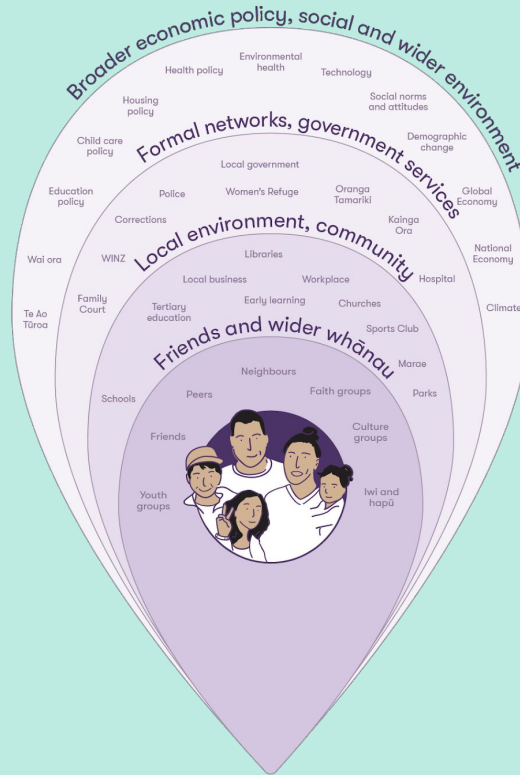 Broader economic policy, social and wider environment
Environmental
health
Health policy
Technology
Housing
policy
Social norms
and attitudes
Child care
policy
Demographic
change
Education
policy
Global
Economy
Wai ora
National
Economy
Te Ao
Tūroa
Climate
Formal networks, government services
Local government
Police
Women's Refuge
Oranga
Tamariki
Corrections
Kainga
Ora
WINZ
Hospital
Family
Court
Local environment, community
Libraries
Local business
Workplace
Tertiary
education
Early learning
Churches
Sports Club
Marae
Schools
Parks
Friends and wider whānau
Neighbours
Peers
Faith groups
Friends
Culture
groups
Youth
groups
Iwi and
hapū